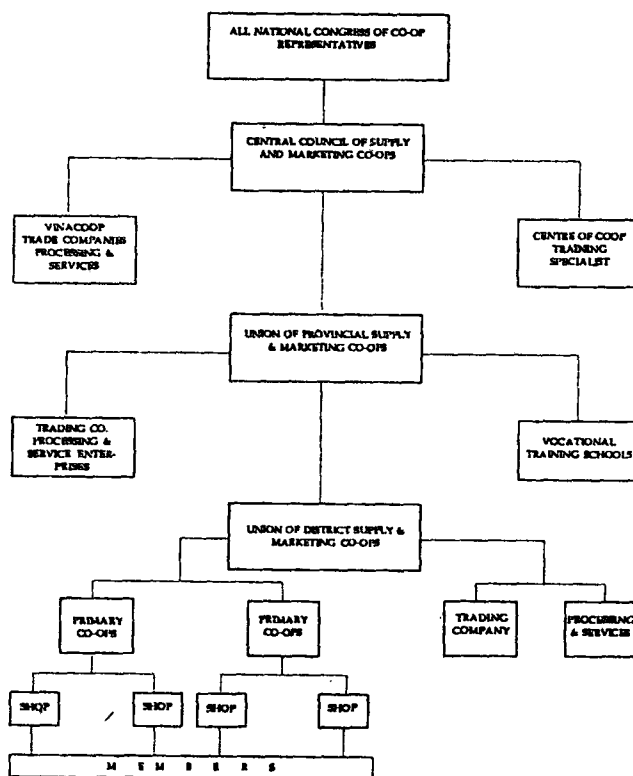 ALL NATIONAL CONGRESS OF CO-OP
REPRESENTATIVES
CENTRAL COUNCIL OF SUPPLY
AND MARKETING CO-OPS
VINACOOP
TRADE COMPANIES
PROCESSING &
SERVICES
CENTRE OF COOP
TRAINING
SPECIALIST
UNION OF PROVINCIAL SUPPLY
& MARKETING CO-OPS
TRADING CO.
PROCESSING &
SERVICE ENTER-
PRISES
VOCATIONAL
TRAINING SCHOOLS
UNION OF DISTRICT SUPPLY &
MARKETING CO-OPS
PRIMARY
CO-OPS
PRIMARY
CO-OPS
TRADING
COMPANY
PROCESSING
& SERVICES
SHOP
SHOP
SHOP
SHOP
M E M B E R S